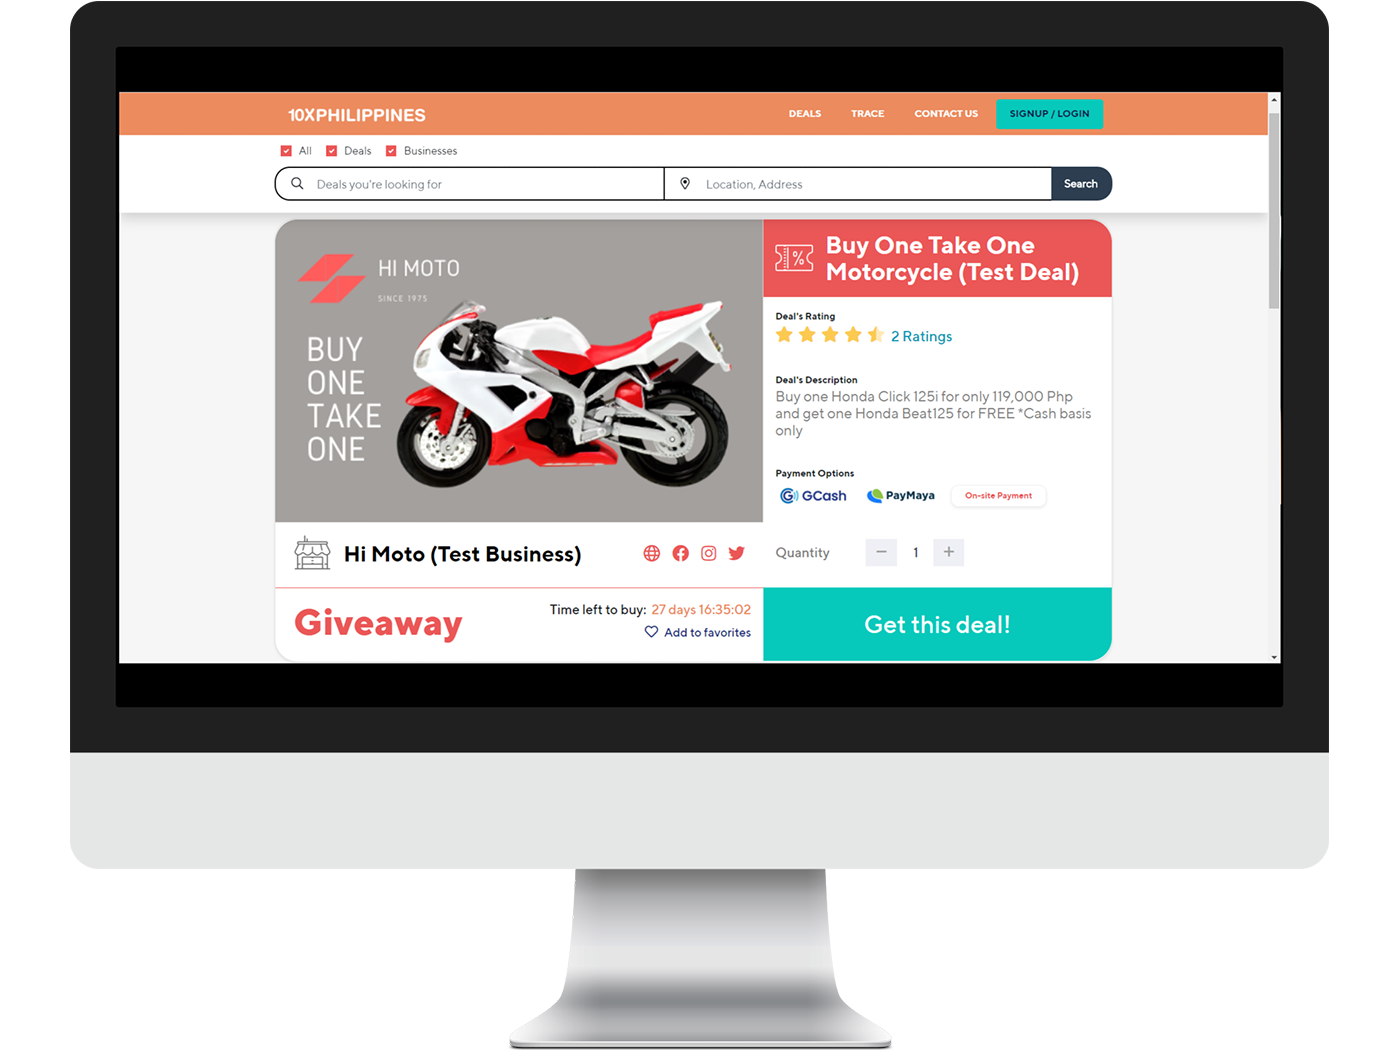 10XPHILIPPINES
DEALS TRACE CONTACT US SIGNUP / LOGIN
All Deals Businesses
Deals you're looking for
Location, Address
Search
HI MOTO
SINCE 1975
BUY
ONE
TAKE
ONE
Buy One Take One
Motorcycle (Test Deal)
Deal's Rating
2 Ratings
Deal's Description
Buy one Honda Click 125i for only 119,000 Php
and get one Honda Beat125 for FREE *Cash basis
only
Payment Options
GCash PayMaya On-site Payment
Hi Moto (Test Business)
Quantity − 1 +
Giveaway
Time left to buy: 27 days 16:35:02
Add to favorites
Get this deal!